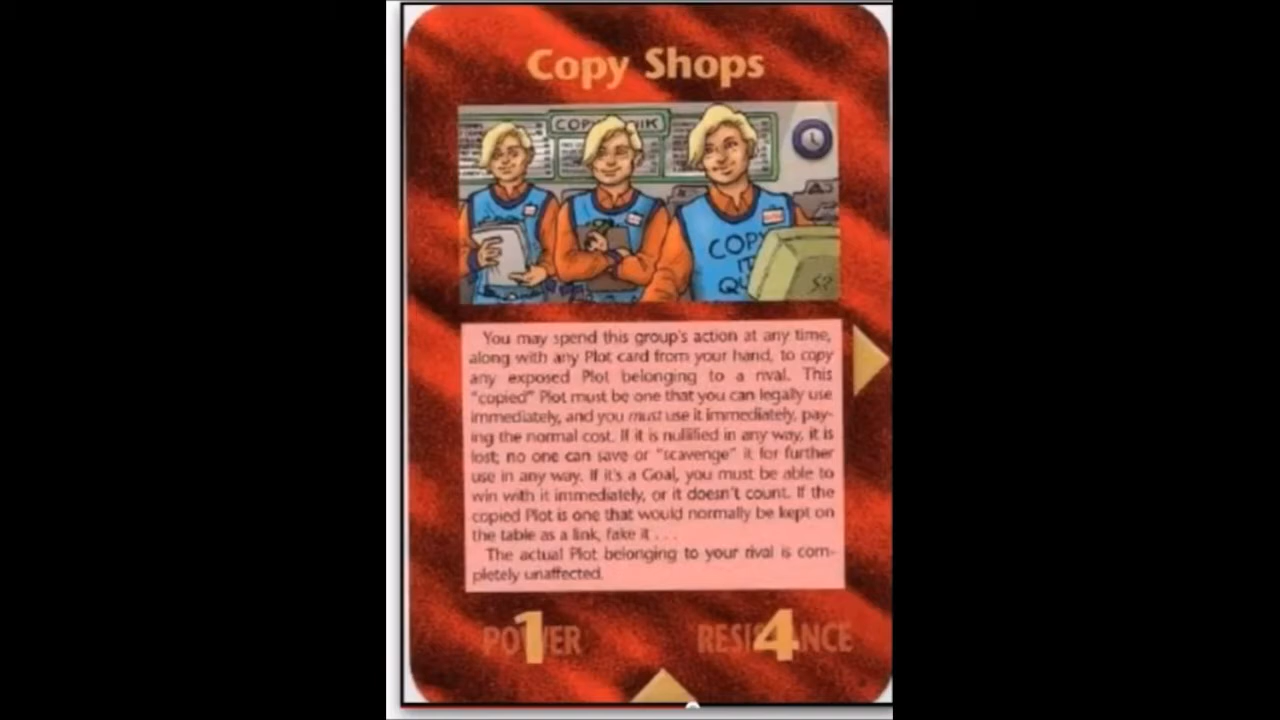 Copy Shops
COP NIK
COPY
IT
QU
S?
You may spend this group's action at any time,
along with any Plot card from your hand, to copy
any exposed Plot belonging to a rival. This
"copied" Plot must be one that you can legally use
immediately, and you must use it immediately, pay-
ing the normal cost. If it is nullified in any way, it is
lost; no one can save or "scavenge" it for further
use in any way. If it's a Goal, you must be able to
win with it immediately, or it doesn't count. If the
copied Plot is one that would normally be kept on
the table as a link, fake it . . .
The actual Plot belonging to your rival is com-
pletely unaffected.
POWER 1 RESISTANCE 4